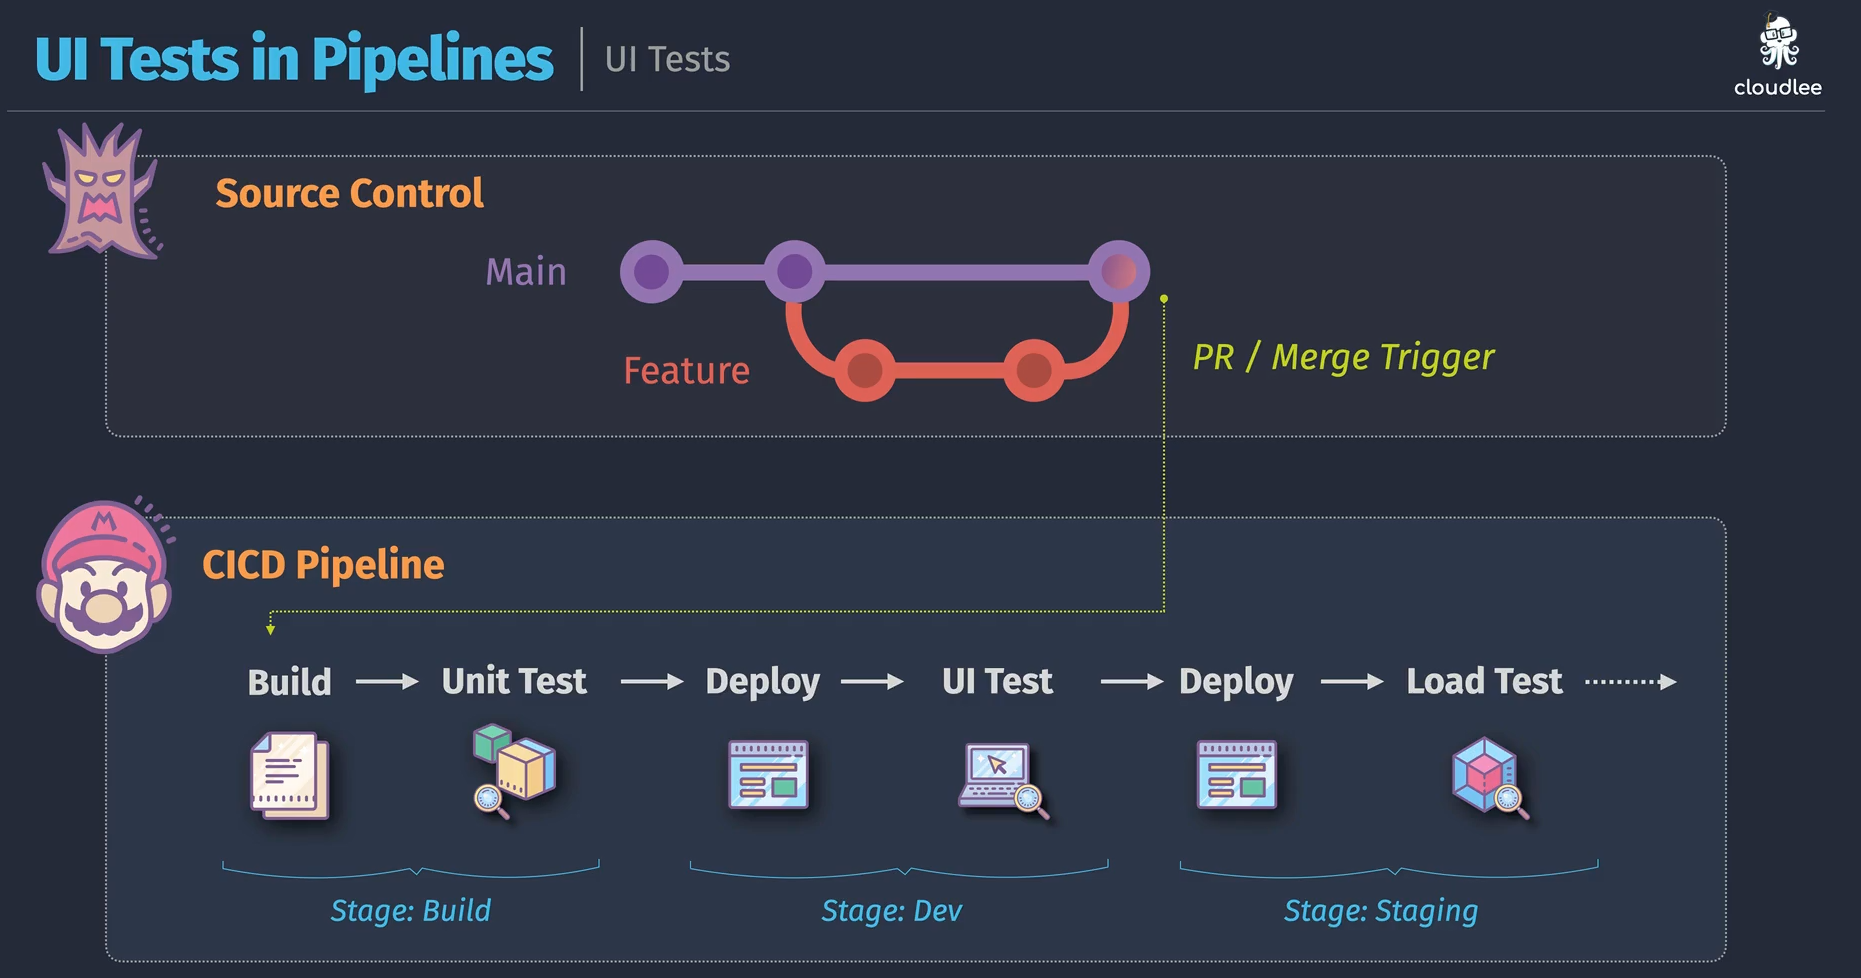 UI Tests in Pipelines
UI Tests
cloudlee
Source Control
Main
Feature
PR / Merge Trigger
M
CICD Pipeline
Build
Unit Test
Deploy
UI Test
Deploy
Load Test
Stage: Build
Stage: Dev
Stage: Staging